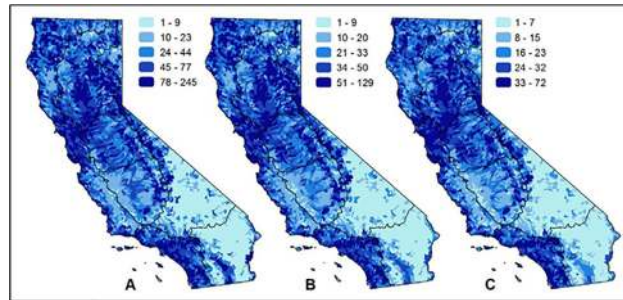 1 - 9
10 - 23
24 - 44
45 - 77
78 - 245
A
1 - 9
10 - 20
21 - 33
34 - 50
51 - 129
B
1 - 7
8 - 15
16 - 23
24 - 32
33 - 72
C